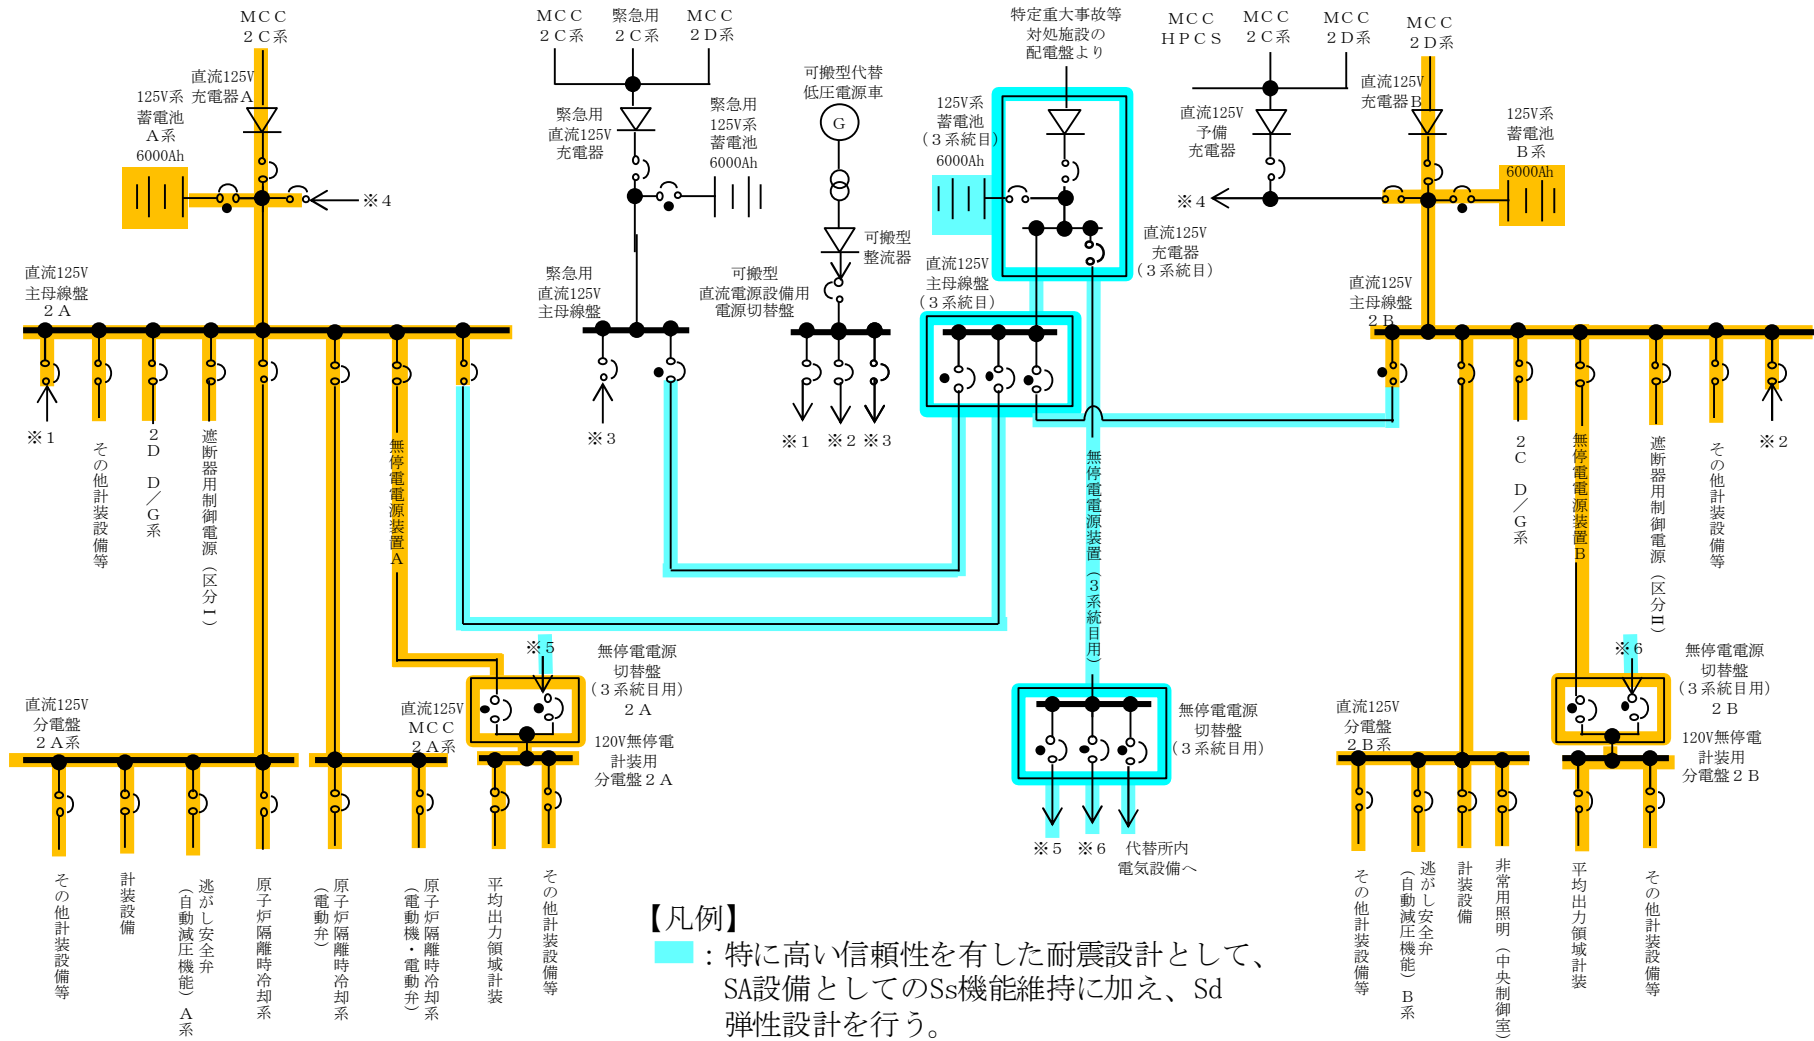 ＭＣＣ
２Ｃ系
直流125V
充電器Ａ
125V系
蓄電池
Ａ系
6000Ah
※４
直流125V
主母線盤
２Ａ
※１
その他計装設備等
２Ｄ Ｄ／Ｇ系
遮断器用制御電源（区分Ⅰ）
無停電電源装置Ａ
ＭＣＣ
２Ｃ系
緊急用
２Ｃ系
ＭＣＣ
２Ｄ系
緊急用
直流125V
充電器
緊急用
125V系
蓄電池
6000Ah
緊急用
直流125V
主母線盤
※３
可搬型代替
低圧電源車
G
可搬型
整流器
可搬型
直流電源設備用
電源切替盤
※１
※２
※３
特定重大事故等
対処施設の
配電盤より
125V系
蓄電池
（３系統目）
6000Ah
直流125V
充電器
（３系統目）
直流125V
主母線盤
（３系統目）
無停電電源装置（３系統目用）
ＭＣＣ
ＨＰＣＳ
ＭＣＣ
２Ｃ系
ＭＣＣ
２Ｄ系
直流125V
予備
充電器
※４
ＭＣＣ
２Ｄ系
直流125V
充電器Ｂ
125V系
蓄電池
Ｂ系
6000Ah
直流125V
主母線盤
２Ｂ
２Ｃ Ｄ／Ｇ系
無停電電源装置Ｂ
遮断器用制御電源（区分Ⅱ）
その他計装設備等
※２
※５
無停電電源
切替盤
（３系統目用）
２Ａ
直流125V
分電盤
２Ａ系
直流125V
ＭＣＣ
２Ａ系
120V無停電
計装用
分電盤２Ａ
その他計装設備等
計装設備
逃がし安全弁
（自動減圧機能）Ａ系
原子炉隔離時冷却系
原子炉隔離時冷却系
（電動弁）
原子炉隔離時冷却系
（電動機・電動弁）
平均出力領域計装
その他計装設備等
無停電電源
切替盤
（３系統目用）
※５
※６
代替所内
電気設備へ
※６
無停電電源
切替盤
（３系統目用）
２Ｂ
直流125V
分電盤
２Ｂ系
120V無停電
計装用
分電盤２Ｂ
その他計装設備等
逃がし安全弁
（自動減圧機能）Ｂ系
計装設備
非常用照明（中央制御室）
平均出力領域計装
その他計装設備等
【凡例】
：特に高い信頼性を有した耐震設計として、
SA設備としてのSs機能維持に加え、Sd
弾性設計を行う。